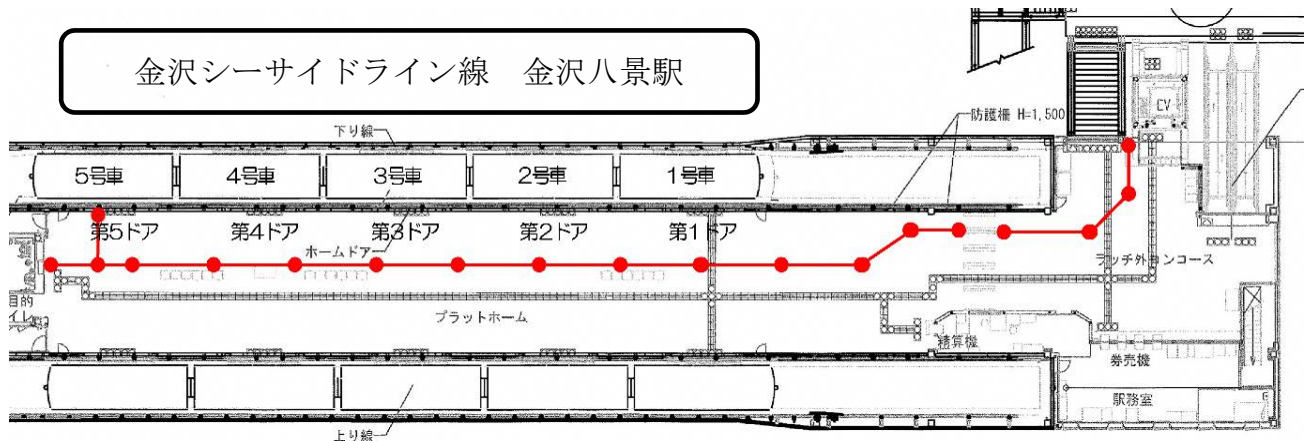 金沢シーサイドライン線　金沢八景駅
EV
防護柵 H=1,500
下り線
5号車
4号車
3号車
2号車
1号車
第5ドア
第4ドア
第3ドア
第2ドア
第1ドア
ホームドア
ラッチ外コンコース
目的
イレ
プラットホーム
精算機
券売機
駅務室
上り線